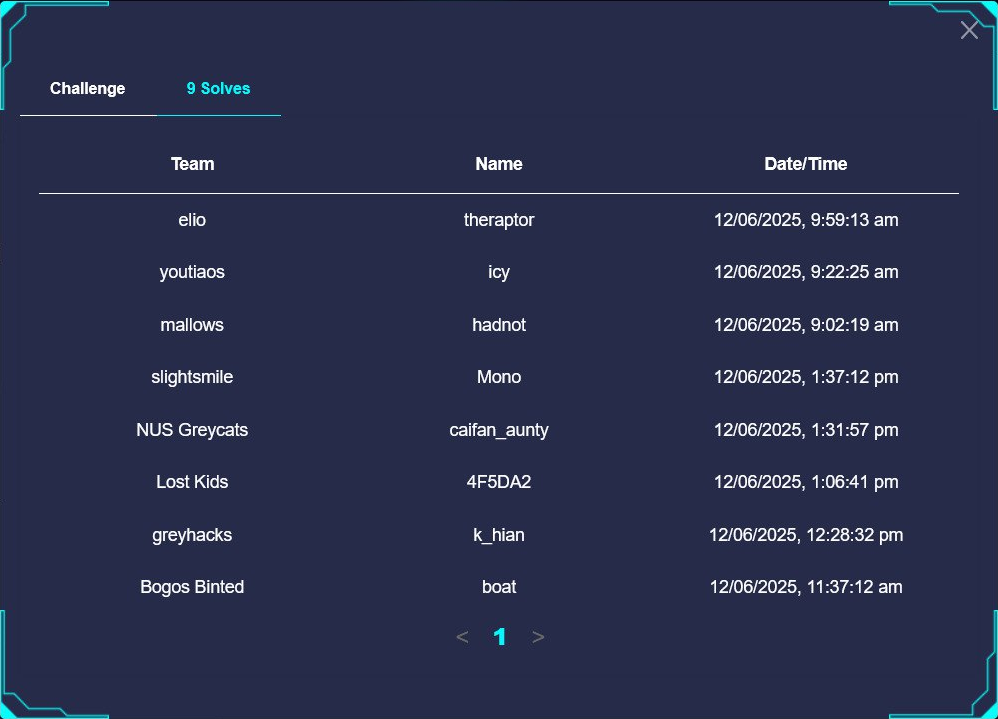 Challenge 9 Solves
Team Name Date/Time
elio theraptor 12/06/2025, 9:59:13 am
youtiaos icy 12/06/2025, 9:22:25 am
mallows hadnot 12/06/2025, 9:02:19 am
slightsmile Mono 12/06/2025, 1:37:12 pm
NUS Greycats caifan_aunty 12/06/2025, 1:31:57 pm
Lost Kids 4F5DA2 12/06/2025, 1:06:41 pm
greyhacks k_hian 12/06/2025, 12:28:32 pm
Bogos Binted boat 12/06/2025, 11:37:12 am
< 1 >